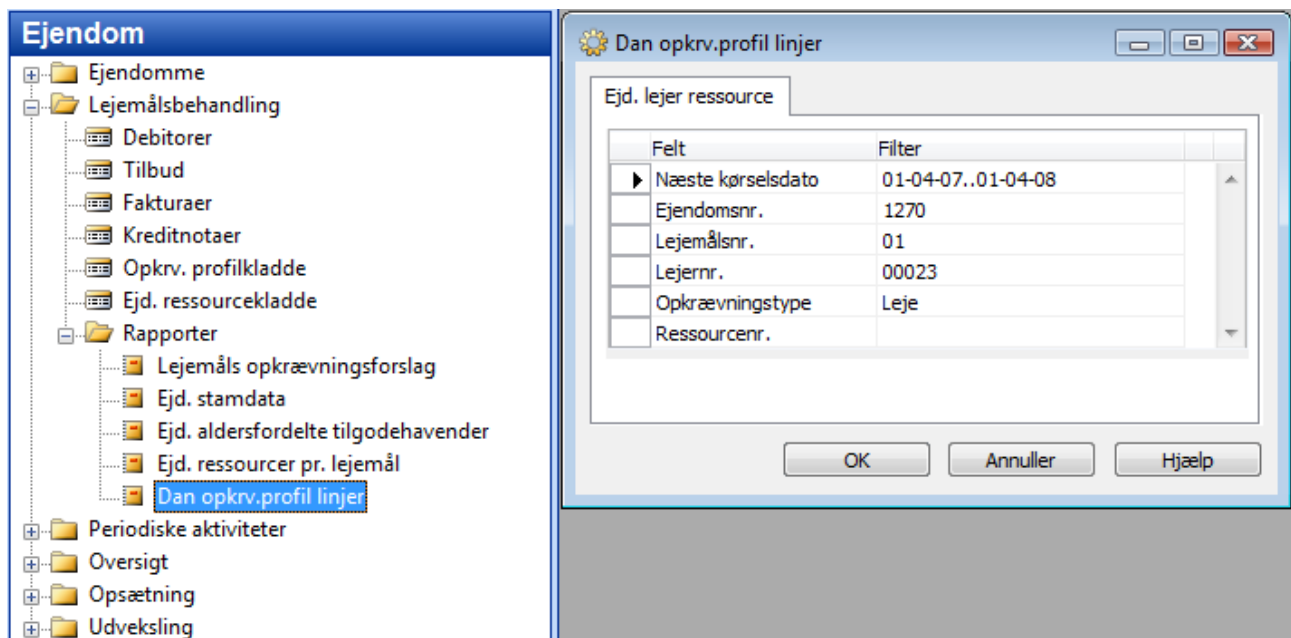 Ejendom
Ejendomme
Lejemålsbehandling
Debitorer
Tilbud
Fakturaer
Kreditnotaer
Opkrv. profilkladde
Ejd. ressourcekladde
Rapporter
Lejemåls opkrævningsforslag
Ejd. stamdata
Ejd. aldersfordelte tilgodehavender
Ejd. ressourcer pr. lejemål
Dan opkrv.profil linjer
Periodiske aktiviteter
Oversigt
Opsætning
Udveksling
Dan opkrv.profil linjer
Ejd. lejer ressource
Felt Filter
Næste kørselsdato 01-04-07..01-04-08
Ejendomsnr. 1270
Lejemålsnr. 01
Lejernr. 00023
Opkrævningstype Leje
Ressourcenr.
OK Annuller Hjælp